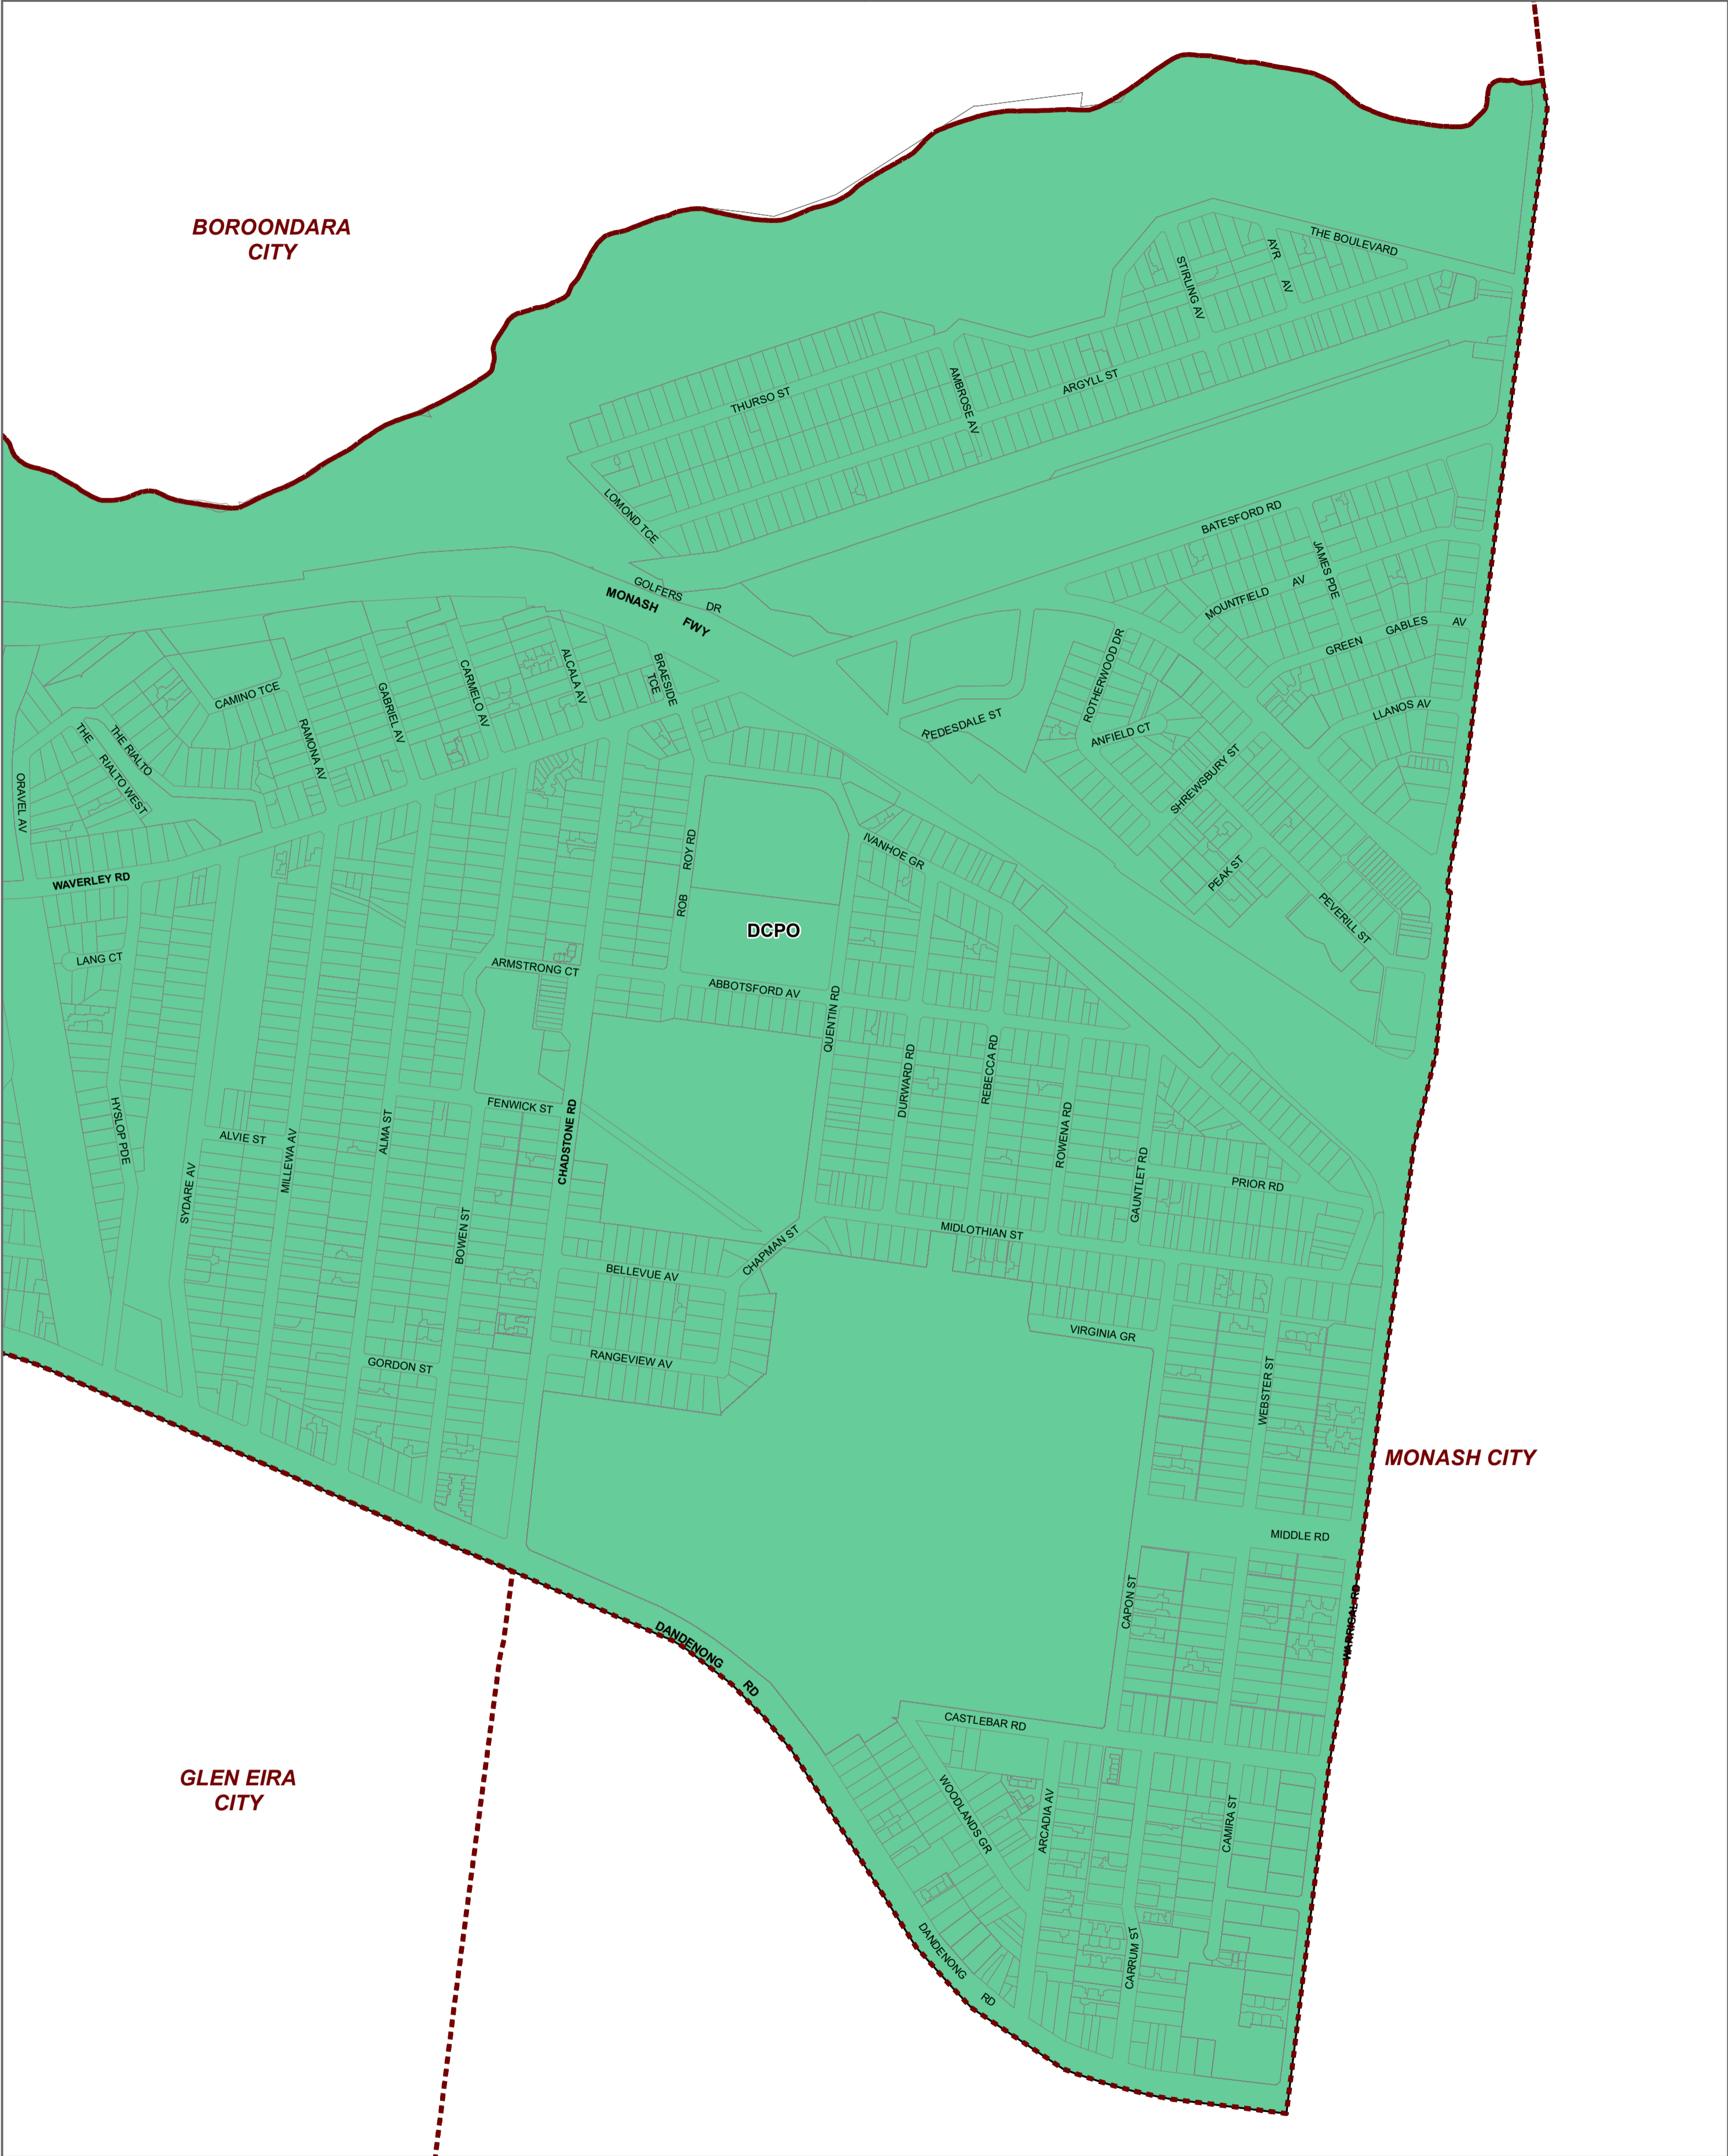 BOROONDARA
CITY
THE BOULEVARD
AYR
AV
STIRLING AV
THURSO ST
AMBROSE AV
ARGYLL ST
LOMOND TCE
BATESFORD RD
JAMES PDE
MOUNTFIELD
AV
GOLFERS
DR
MONASH
FWY
GREEN
GABLES
AV
ROTHERWOOD DR
LLANOS AV
ANFIELD CT
REDESDALE ST
SHREWSBURY ST
PEAK ST
PEVERILL ST
CAMINO TCE
GABRIEL AV
CARMELO AV
ALCALA AV
BRAESIDE
TCE
RAMONA AV
THE RIALTO
THE
RIALTO WEST
ORAVEL AV
WAVERLEY RD
IVANHOE GR
ROY RD
ROB
DCPO
LANG CT
ARMSTRONG CT
ABBOTSFORD AV
QUENTIN RD
DURWARD RD
REBECCA RD
ROWENA RD
GAUNTLET RD
PRIOR RD
HYSLOP PDE
ALVIE ST
SYDARE AV
MILLEWA AV
ALMA ST
FENWICK ST
CHADSTONE RD
BOWEN ST
BELLEVUE AV
CHAPMAN ST
MIDLOTHIAN ST
VIRGINIA GR
GORDON ST
RANGEVIEW AV
WEBSTER ST
MONASH CITY
MIDDLE RD
CAPON ST
WARRIGAL RD
DANDENONG
RD
CASTLEBAR RD
GLEN EIRA
CITY
WOODLANDS GR
ARCADIA AV
CAMIRA ST
CARRUM ST
DANDENONG
RD